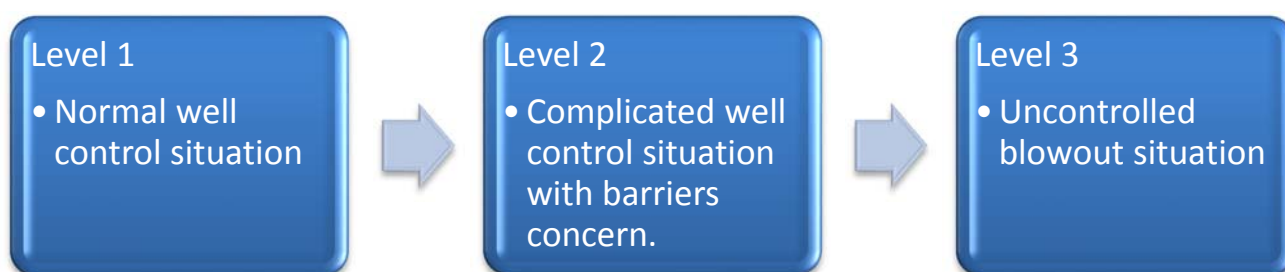 Level 1
• Normal well
control situation
Level 2
• Complicated well
control situation
with barriers
concern.
Level 3
• Uncontrolled
blowout situation